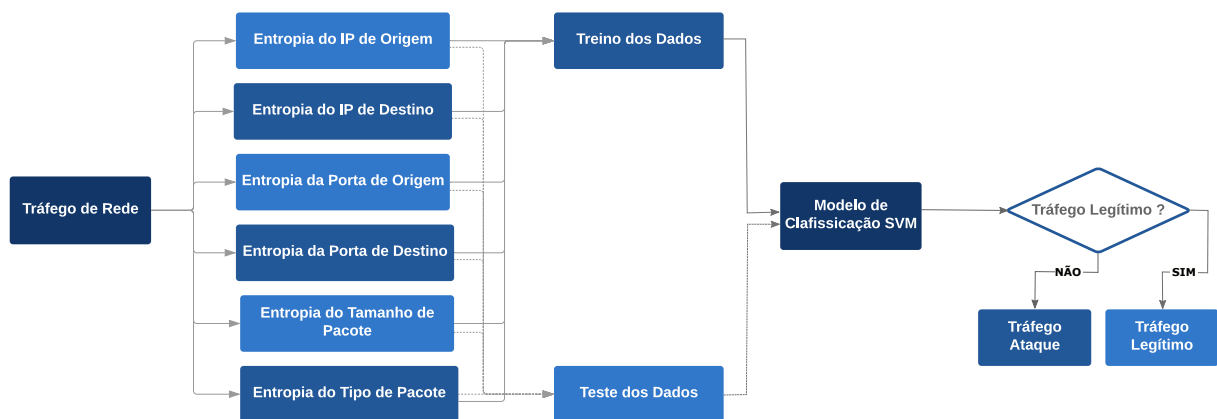 Tráfego de Rede
Entropia do IP de Origem
Entropia do IP de Destino
Entropia da Porta de Origem
Entropia da Porta de Destino
Entropia do Tamanho de
Pacote
Entropia do Tipo de Pacote
Treino dos Dados
Teste dos Dados
Modelo de
Clafissicação SVM
Tráfego Legítimo ?
NÃO
SIM
Tráfego
Ataque
Tráfego
Legítimo